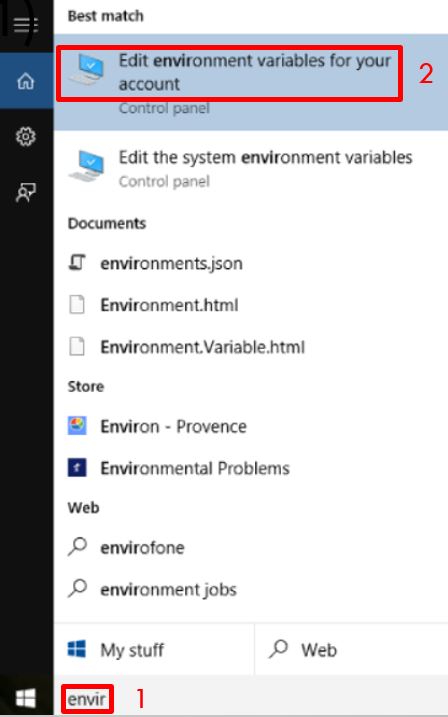 1)
Best match
Edit environment variables for your
account
2
Control panel
Edit the system environment variables
Control panel
Documents
environments.json
Environment.html
Environment.Variable.html
Store
Environ - Provence
Environmental Problems
Web
envirofone
environment jobs
My stuff
Web
envir
1